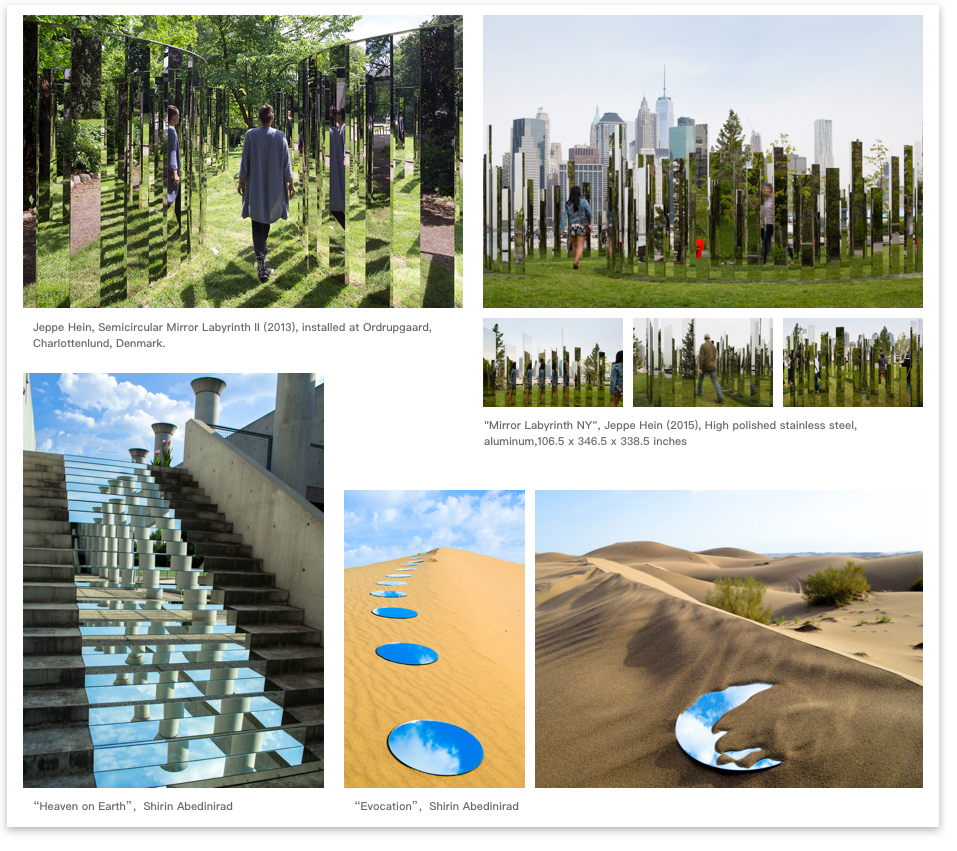 Jeppe Hein, Semicircular Mirror Labyrinth II (2013), installed at Ordrupgaard,
Charlottenlund, Denmark.
"Mirror Labyrinth NY", Jeppe Hein (2015), High polished stainless steel,
aluminum,106.5 x 346.5 x 338.5 inches
“Heaven on Earth”，Shirin Abedinirad
“Evocation”，Shirin Abedinirad